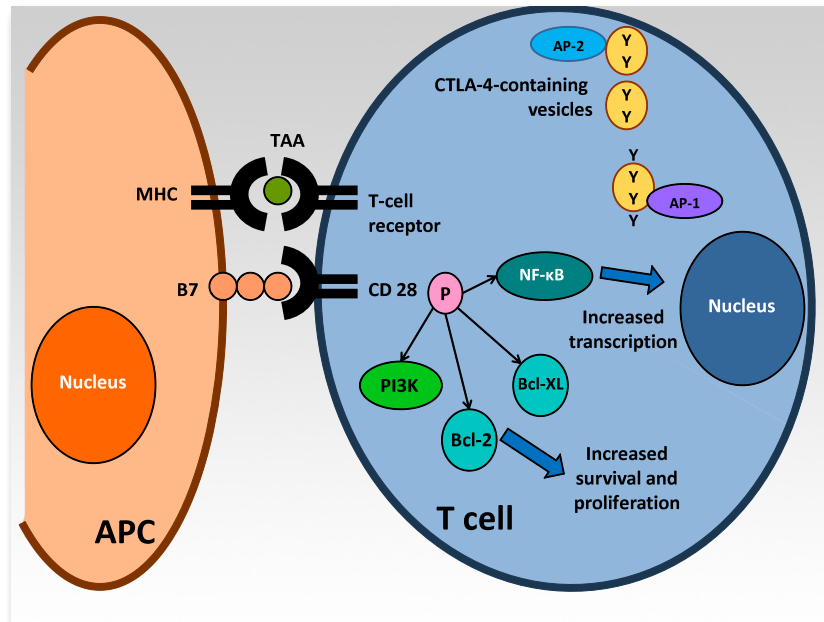 AP-2
Y
Y
CTLA-4-containing
vesicles
Y
Y
TAA
MHC
T-cell
receptor
Y
Y
Y
Y
AP-1
B7
CD 28
P
NF-κB
Increased
transcription
Nucleus
Nucleus
PI3K
Bcl-XL
Bcl-2
Increased
survival and
proliferation
APC
T cell